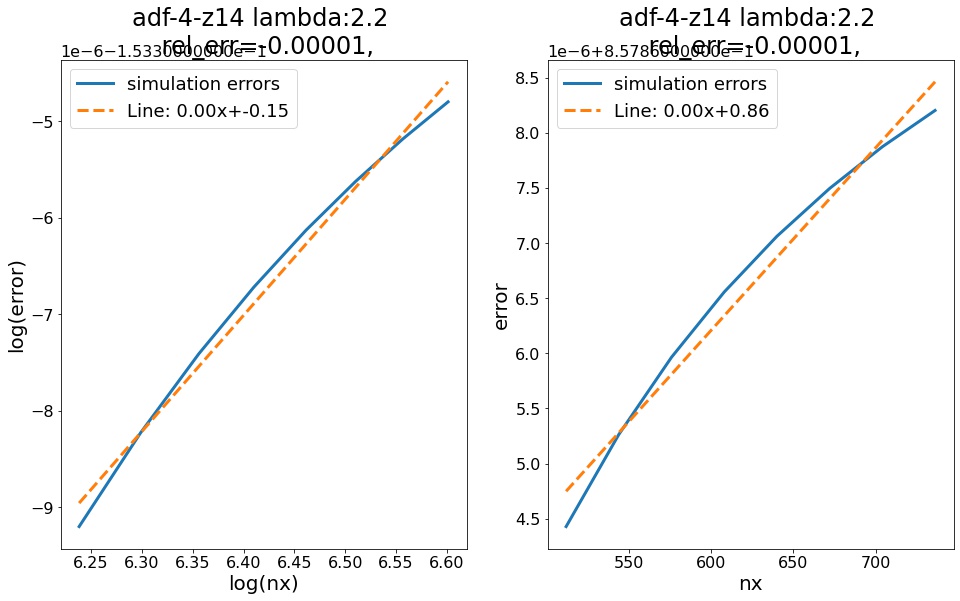 adf-4-z14 lambda:2.2
rel_err=-0.00001,
1e−6−1.5330000000e−1
simulation errors
Line: 0.00x+-0.15
−5
−6
−7
−8
−9
log(error)
6.25
6.30
6.35
6.40
6.45
6.50
6.55
6.60
log(nx)
adf-4-z14 lambda:2.2
rel_err=-0.00001,
1e−6+8.5786000000e−1
simulation errors
Line: 0.00x+0.86
8.5
8.0
7.5
7.0
6.5
6.0
5.5
5.0
4.5
error
550
600
650
700
nx